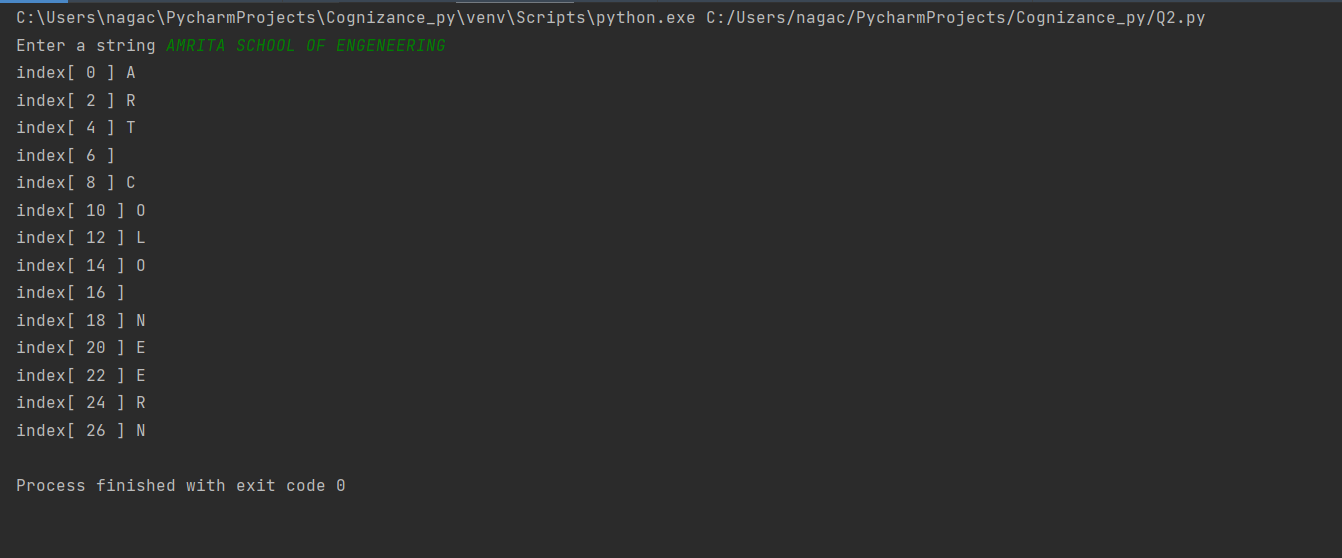 C:\Users\nagac\PycharmProjects\Cognizance_py\venv\Scripts\python.exe C:/Users/nagac/PycharmProjects/Cognizance_py/Q2.py
Enter a string AMRITA SCHOOL OF ENGENEERING
index[ 0 ] A
index[ 2 ] R
index[ 4 ] T
index[ 6 ]
index[ 8 ] C
index[ 10 ] O
index[ 12 ] L
index[ 14 ] O
index[ 16 ]
index[ 18 ] N
index[ 20 ] E
index[ 22 ] E
index[ 24 ] R
index[ 26 ] N
Process finished with exit code 0